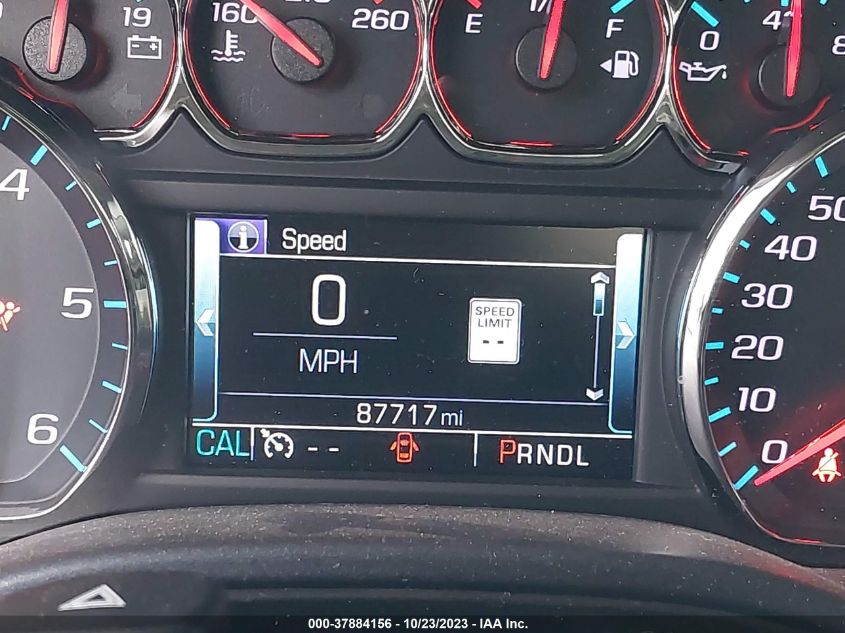 19
160
260
E
F
0
4
5
6
Speed
0
MPH
SPEED
LIMIT
--
87717 mi
CAL
--
PRNDL
50
40
30
20
10
0
000-37884156 - 10/23/2023 - IAA Inc.